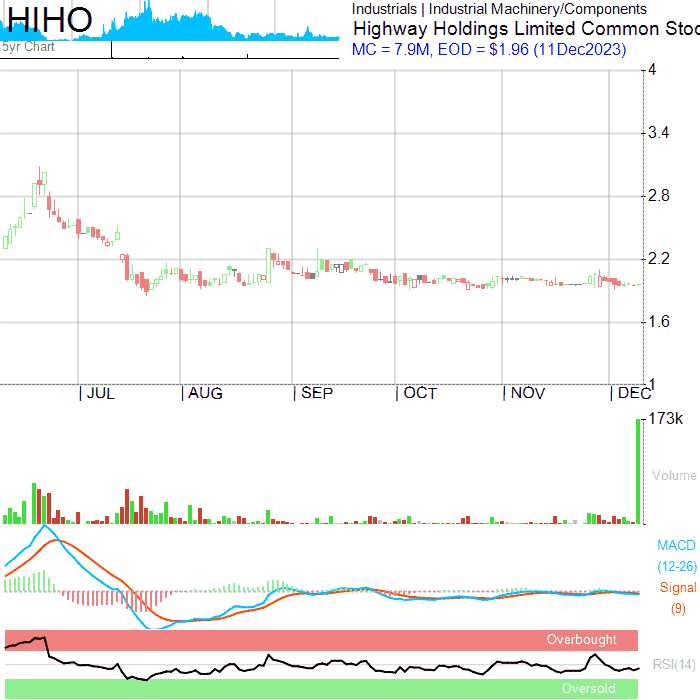 HIHO
5yr Chart
Industrials | Industrial Machinery/Components
Highway Holdings Limited Common Stoc
MC = 7.9M, EOD = $1.96 (11Dec2023)
4
3.4
2.8
2.2
1.6
1
| JUL | AUG | SEP | OCT | NOV | DEC
173k
Volume
MACD
(12-26)
Signal
(9)
Overbought
RSI(14)
Oversold